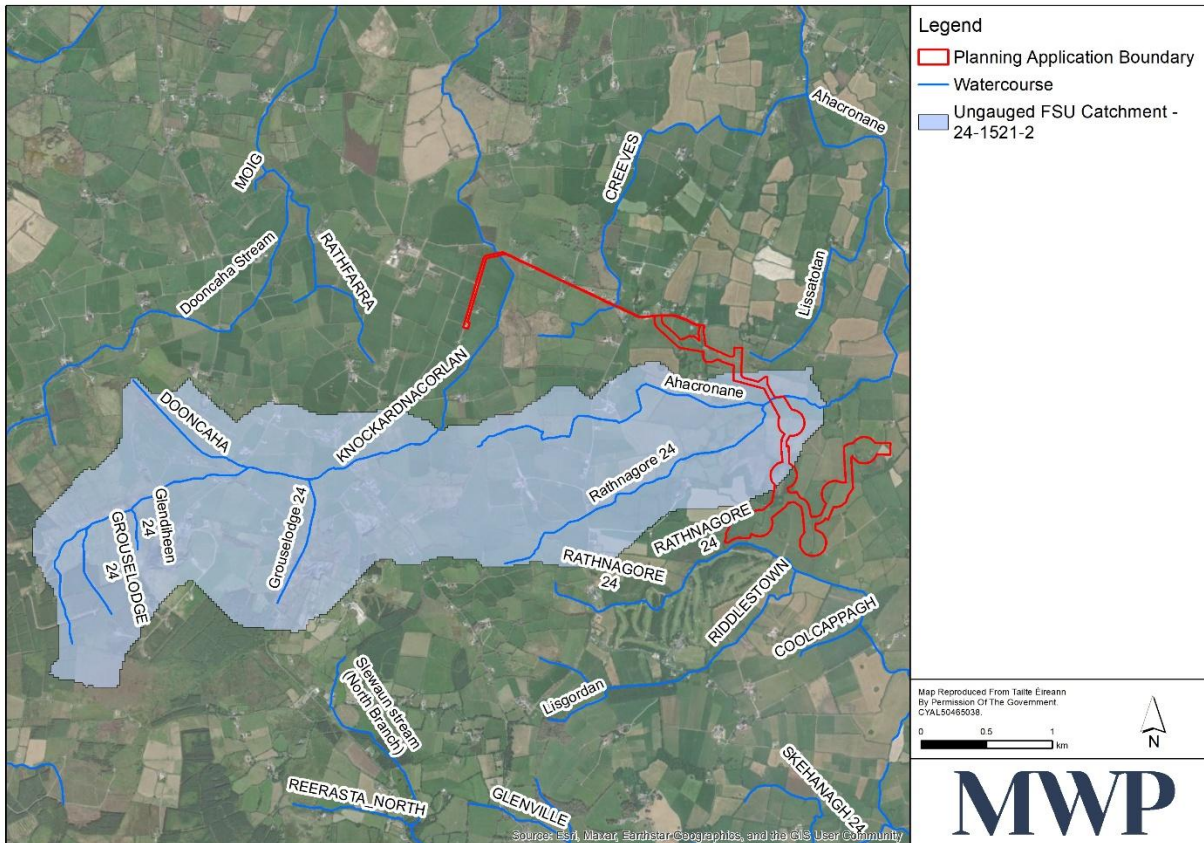 Legend
Planning Application Boundary
Watercourse
Ungauged FSU Catchment -
24-1521-2
Ahacronane
CREEVES
MOIG
Dooncaha Stream
RATHFARRA
Lissatotan
KNOCKARDNACORLAN
Ahacronane
DOONCAHA
Rathnagore 24
Glendiheen
24
GROUSELODGE
24
Grouselodge 24
RATHNAGORE
24
RATHNAGORE
24
RIDDLESTOWN
COOLCAPPAGH
Lisgordan
Slewaun stream
(North Branch)
REERASTA_NORTH
GLENVILLE
SKEHANAGH 24
Source: Esri, Maxar, Earthstar Geographics, and the GIS User Community
Map Reproduced From Tailte Éireann
By Permission Of The Government.
CYAL50465038.
0 0.5 1
km
N
MWP